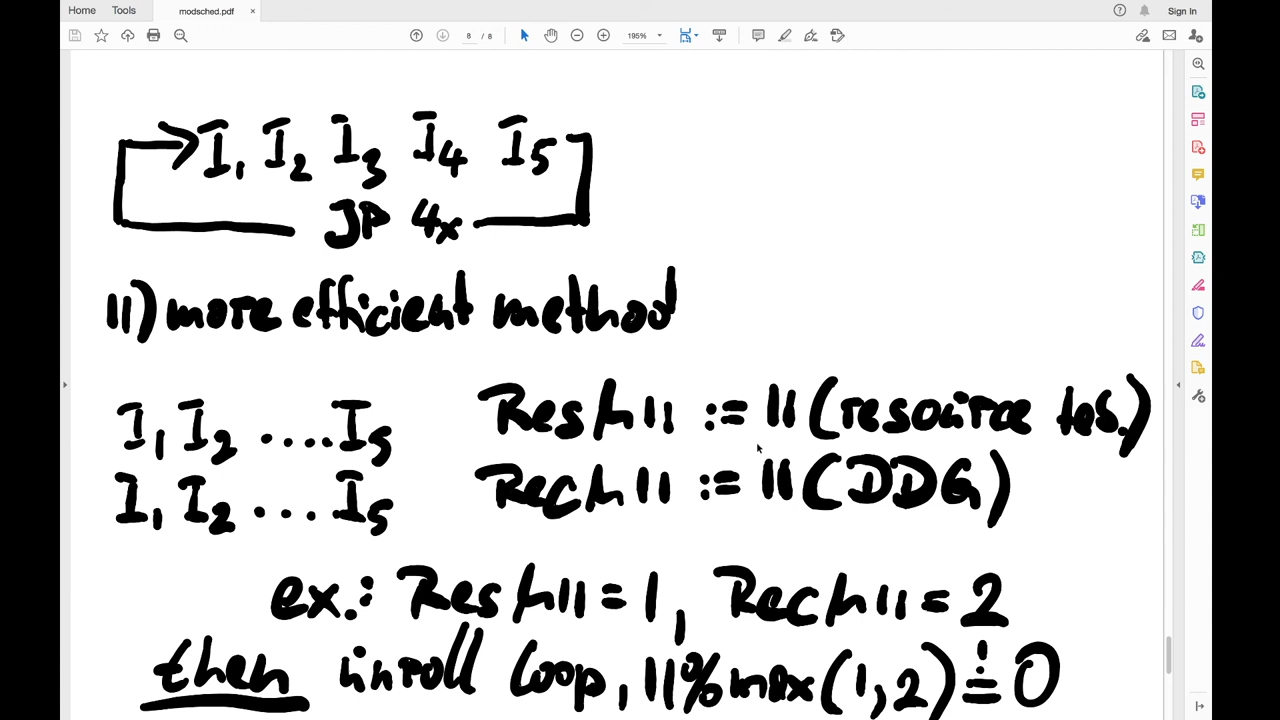 Home Tools modsched.pdf × Sign In
8 / 8 195%
I1 I2 I3 I4 I5
JP 4x
II) more efficient method
I1 I2 .... I5 ResMII := II(resource tab.)
I1 I2 ... I5 RecMII := II(DDG)
ex.: ResMII = 1, RecMII = 2
then unroll loop, II%max(1,2) != 0